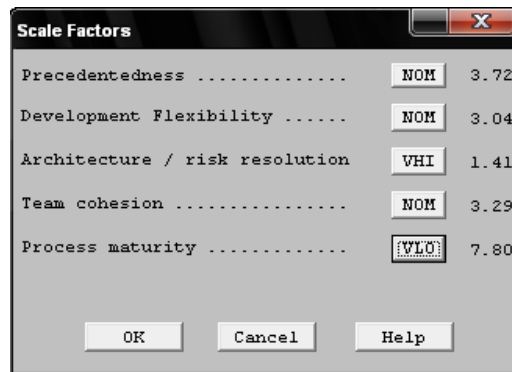 Scale Factors
Precedentedness .............. NOM 3.72
Development Flexibility ...... NOM 3.04
Architecture / risk resolution VHI 1.41
Team cohesion ................ NOM 3.29
Process maturity ............. VLO 7.80
OK Cancel Help